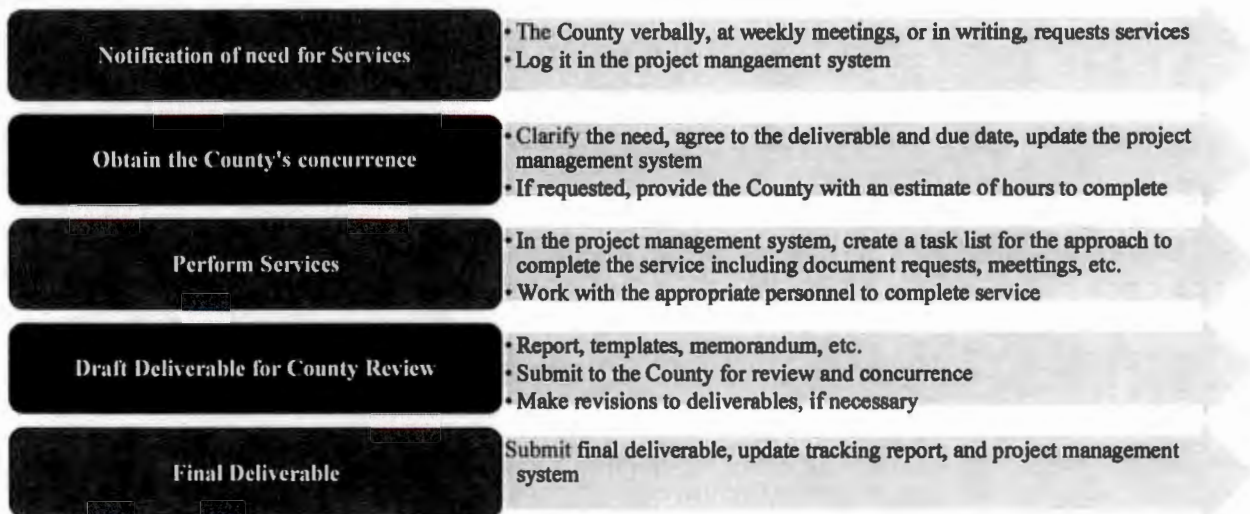 Notification of need for Services
• The County verbally, at weekly meetings, or in writing, requests services
• Log it in the project mangaement system
Obtain the County's concurrence
• Clarify the need, agree to the deliverable and due date, update the project
management system
• If requested, provide the County with an estimate of hours to complete
Perform Services
• In the project management system, create a task list for the approach to
complete the service including document requests, meettings, etc.
• Work with the appropriate personnel to complete service
Draft Deliverable for County Review
• Report, templates, memorandum, etc.
• Submit to the County for review and concurrence
• Make revisions to deliverables, if necessary
Final Deliverable
Submit final deliverable, update tracking report, and project management
system